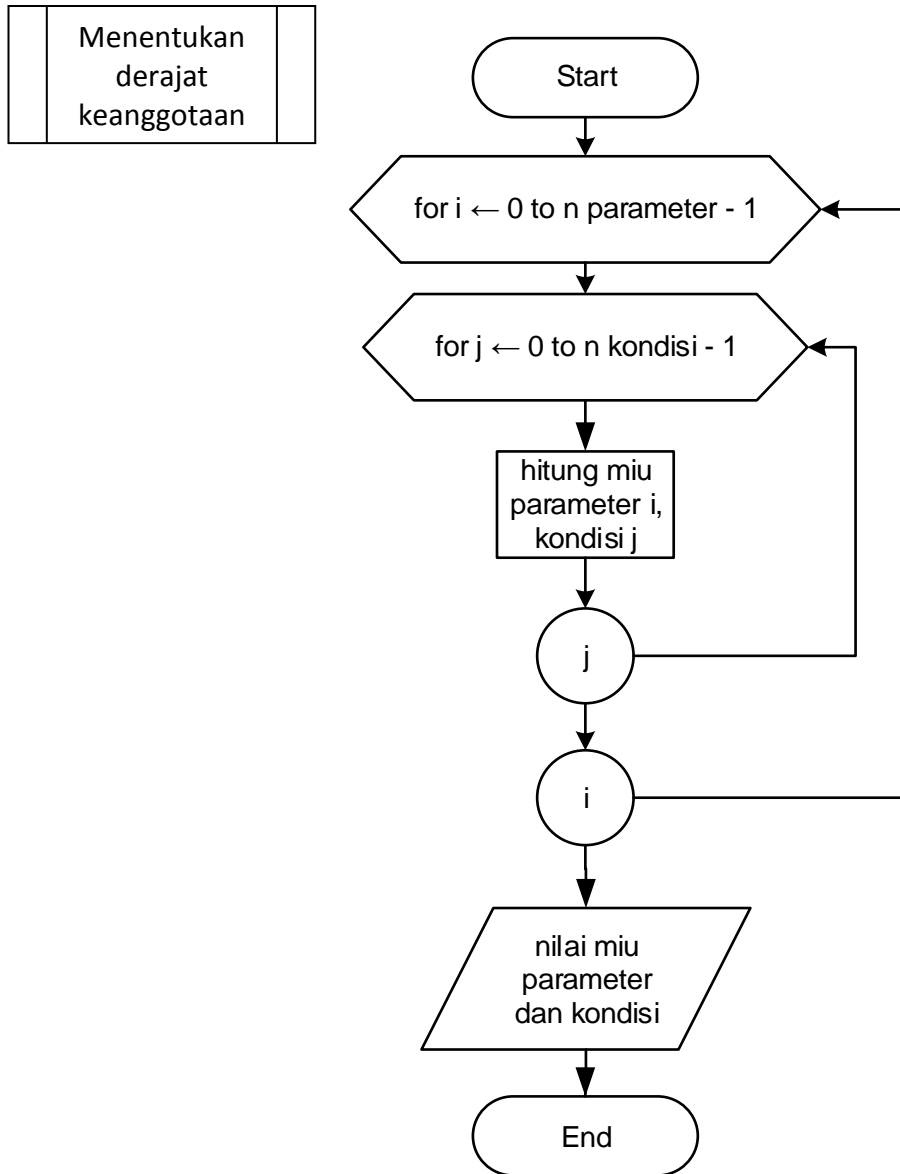 Menentukan
derajat
keanggotaan
Start
for i ← 0 to n parameter - 1
for j ← 0 to n kondisi - 1
hitung miu
parameter i,
kondisi j
j
i
nilai miu
parameter
dan kondisi
End